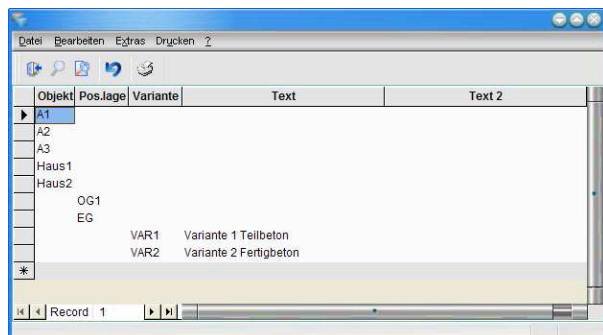 Datei Bearbeiten Extras Drucken ?
Objekt Pos.lage Variante Text Text 2
A1
A2
A3
Haus1
Haus2
OG1
EG
VAR1 Variante 1 Teilbeton
VAR2 Variante 2 Fertigbeton
Record 1